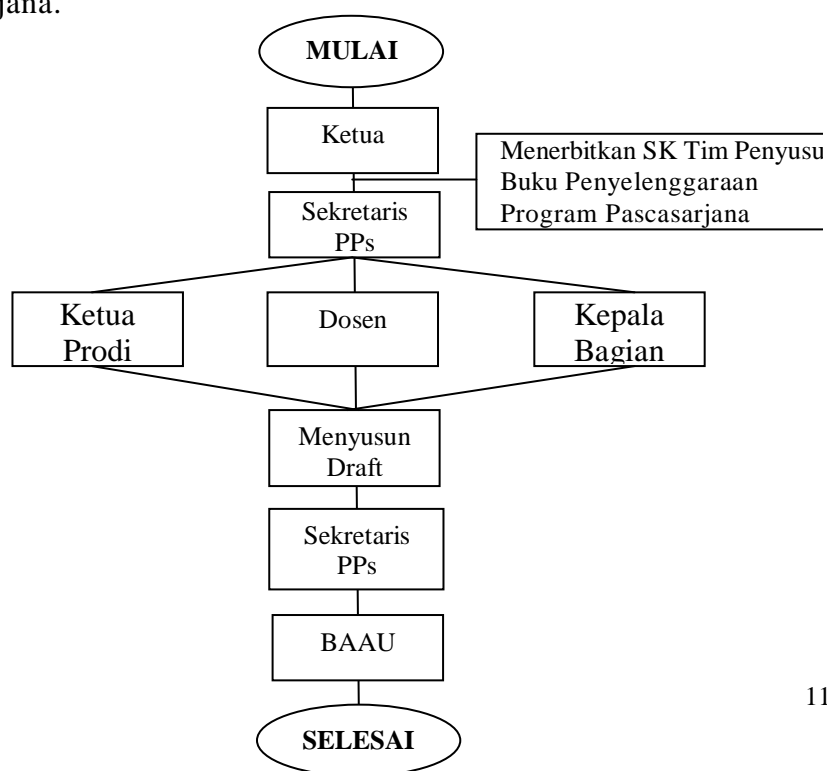 jana.
MULAI
Ketua
Menerbitkan SK Tim Penyusu
Buku Penyelenggaraan
Program Pascasarjana
Sekretaris
PPs
Ketua
Prodi
Dosen
Kepala
Bagian
Menyusun
Draft
Sekretaris
PPs
BAAU
11
SELESAI